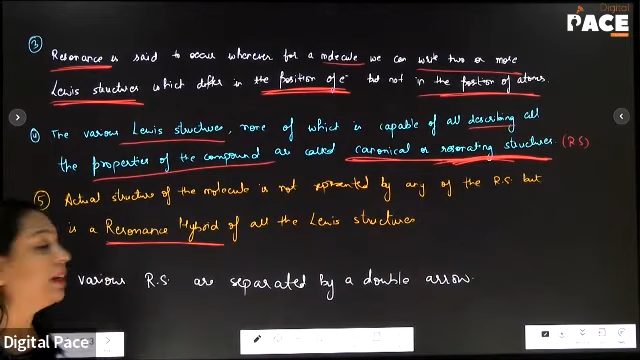 Digital
PACE
③ Resonance is said to occur whenever for a molecule we can write two or more
Lewis structures which differ in the position of e⁻ but not in the position of atoms.
④ The various Lewis structures, none of which is capable of all describing all
the properties of the compound are called canonical or resonating structures. (RS)
⑤ Actual structure of the molecule is not represented by any of the R.S. but
is a Resonance Hybrid of all the Lewis structures
various R.S. are separated by a double arrow.
Digital Pace